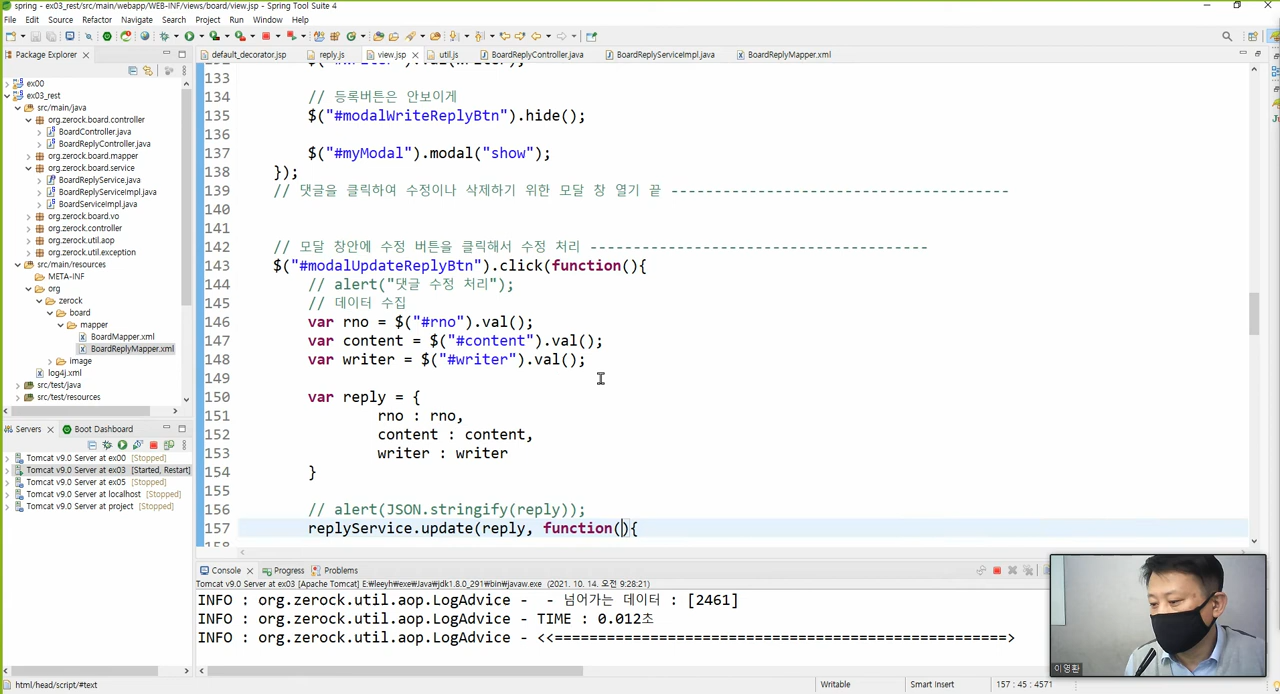 spring - ex03_rest/src/main/webapp/WEB-INF/views/board/view.jsp - Spring Tool Suite 4
File Edit Source Refactor Navigate Search Project Run Window Help
Package Explorer
default_decorator.jsp
reply.js
view.jsp
util.js
BoardReplyController.java
BoardReplyServiceImpl.java
BoardReplyMapper.xml
ex00
ex03_rest
src/main/java
org.zerock.board.controller
BoardController.java
BoardReplyController.java
org.zerock.board.mapper
org.zerock.board.service
BoardReplyService.java
BoardReplyServiceImpl.java
BoardServiceImpl.java
org.zerock.board.vo
org.zerock.controller
org.zerock.util.aop
org.zerock.util.exception
src/main/resources
META-INF
org
zerock
board
mapper
BoardMapper.xml
BoardReplyMapper.xml
image
log4j.xml
src/test/java
src/test/resources
Servers
Boot Dashboard
Tomcat v9.0 Server at ex00 [Stopped]
Tomcat v9.0 Server at ex03 [Started, Restart]
Tomcat v9.0 Server at ex05 [Stopped]
Tomcat v9.0 Server at localhost [Stopped]
Tomcat v9.0 Server at project [Stopped]
133
134 // 등록버튼은 안보이게
135 $("#modalWriteReplyBtn").hide();
136
137 $("#myModal").modal("show");
138 });
139 // 댓글을 클릭하여 수정이나 삭제하기 위한 모달 창 열기 끝 ---------------------------------------
140
141
142 // 모달 창안에 수정 버튼을 클릭해서 수정 처리 ---------------------------------------
143 $("#modalUpdateReplyBtn").click(function(){
144 // alert("댓글 수정 처리");
145 // 데이터 수집
146 var rno = $("#rno").val();
147 var content = $("#content").val();
148 var writer = $("#writer").val();
149
150 var reply = {
151 rno : rno,
152 content : content,
153 writer : writer
154 }
155
156 // alert(JSON.stringify(reply));
157 replyService.update(reply, function(){
Console
Progress
Problems
Tomcat v9.0 Server at ex03 [Apache Tomcat] E:\leeyh\exe\Java\jdk1.8.0_291\bin\javaw.exe (2021. 10. 14. 오전 9:28:21)
INFO : org.zerock.util.aop.LogAdvice - - 넘어가는 데이터 : [2461]
INFO : org.zerock.util.aop.LogAdvice - TIME : 0.012초
INFO : org.zerock.util.aop.LogAdvice - <<====================================================>
이영환
html/head/script/#text
Writable
Smart Insert
157 : 45 : 4571